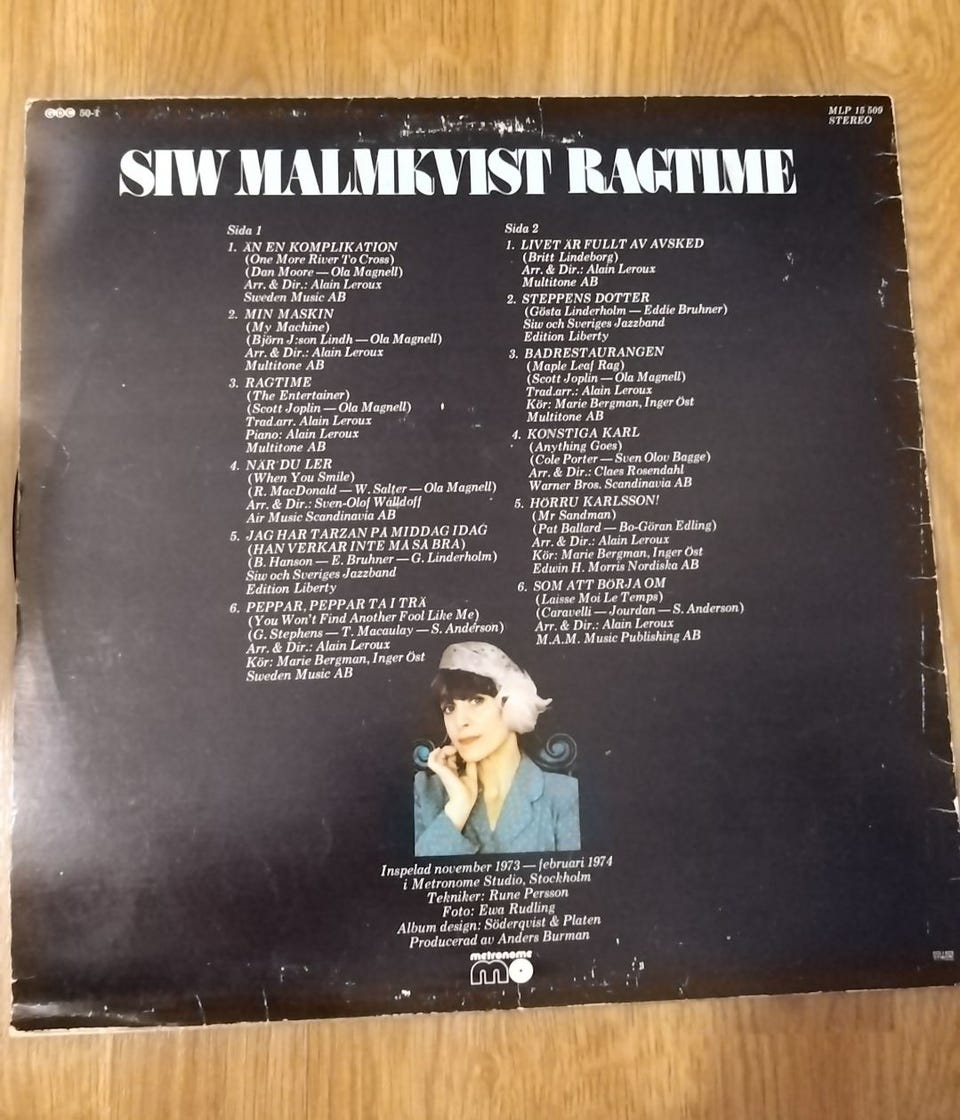 GDC 50-1
MLP 15 509
STEREO
SIW MALMKVIST RAGTIME
Sida 1
1. ÄN EN KOMPLIKATION
(One More River To Cross)
(Dan Moore — Ola Magnell)
Arr. & Dir.: Alain Leroux
Sweden Music AB
2. MIN MASKIN
(My Machine)
(Björn J:son Lindh — Ola Magnell)
Arr. & Dir.: Alain Leroux
Multitone AB
3. RAGTIME
(The Entertainer)
(Scott Joplin — Ola Magnell)
Trad.arr. Alain Leroux
Piano: Alain Leroux
Multitone AB
4. NÄR DU LER
(When You Smile)
(R. MacDonald — W. Salter — Ola Magnell)
Arr. & Dir.: Sven-Olof Walldoff
Air Music Scandinavia AB
5. JAG HAR TARZAN PÅ MIDDAG IDAG
(HAN VERKAR INTE MÅ SÅ BRA)
(B. Hanson — E. Bruhner — G. Linderholm)
Siw och Sveriges Jazzband
Edition Liberty
6. PEPPAR, PEPPAR TA I TRÄ
(You Won't Find Another Fool Like Me)
(G. Stephens — T. Macaulay — S. Anderson)
Arr. & Dir.: Alain Leroux
Kör: Marie Bergman, Inger Öst
Sweden Music AB
Sida 2
1. LIVET ÄR FULLT AV AVSKED
(Britt Lindeborg)
Arr. & Dir.: Alain Leroux
Multitone AB
2. STEPPENS DOTTER
(Gösta Linderholm — Eddie Bruhner)
Siw och Sveriges Jazzband
Edition Liberty
3. BADRESTAURANGEN
(Maple Leaf Rag)
(Scott Joplin — Ola Magnell)
Trad.arr.: Alain Leroux
Kör: Marie Bergman, Inger Öst
Multitone AB
4. KONSTIGA KARL
(Anything Goes)
(Cole Porter — Sven Olov Bagge)
Arr. & Dir.: Claes Rosendahl
Warner Bros. Scandinavia AB
5. HÖRRU KARLSSON!
(Mr Sandman)
(Pat Ballard — Bo-Göran Edling)
Arr. & Dir.: Alain Leroux
Kör: Marie Bergman, Inger Öst
Edwin H. Morris Nordiska AB
6. SOM ATT BÖRJA OM
(Laisse Moi Le Temps)
(Caravelli — Jourdan — S. Anderson)
Arr. & Dir.: Alain Leroux
M.A.M. Music Publishing AB
Inspelad november 1973 — februari 1974
i Metronome Studio, Stockholm
Tekniker: Rune Persson
Foto: Ewa Rudling
Album design: Söderqvist & Platen
Producerad av Anders Burman
metronome